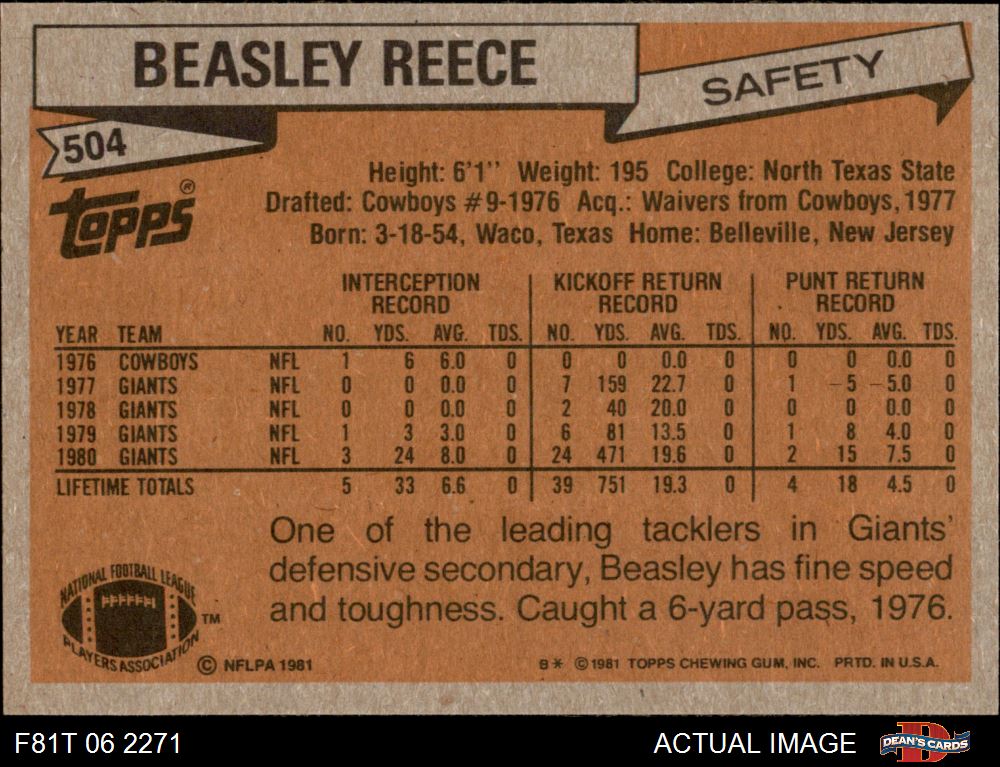 BEASLEY REECE
SAFETY
504
TOPPS®
Height: 6'1'' Weight: 195 College: North Texas State
Drafted: Cowboys #9-1976 Acq.: Waivers from Cowboys, 1977
Born: 3-18-54, Waco, Texas Home: Belleville, New Jersey
INTERCEPTION RECORD KICKOFF RETURN RECORD PUNT RETURN RECORD
YEAR TEAM NO. YDS. AVG. TDS. NO. YDS. AVG. TDS. NO. YDS. AVG. TDS.
1976 COWBOYS NFL 1 6 6.0 0 0 0 0.0 0 0 0 0.0 0
1977 GIANTS NFL 0 0 0.0 0 7 159 22.7 0 1 -5 -5.0 0
1978 GIANTS NFL 0 0 0.0 0 2 40 20.0 0 0 0 0.0 0
1979 GIANTS NFL 1 3 3.0 0 6 81 13.5 0 1 8 4.0 0
1980 GIANTS NFL 3 24 8.0 0 24 471 19.6 0 2 15 7.5 0
LIFETIME TOTALS 5 33 6.6 0 39 751 19.3 0 4 18 4.5 0
One of the leading tacklers in Giants'
defensive secondary, Beasley has fine speed
and toughness. Caught a 6-yard pass, 1976.
NATIONAL FOOTBALL LEAGUE
PLAYERS ASSOCIATION
TM
© NFLPA 1981
B* ©1981 TOPPS CHEWING GUM, INC. PRTD. IN U.S.A.
F81T 06 2271
ACTUAL IMAGE
D
DEAN'S CARDS